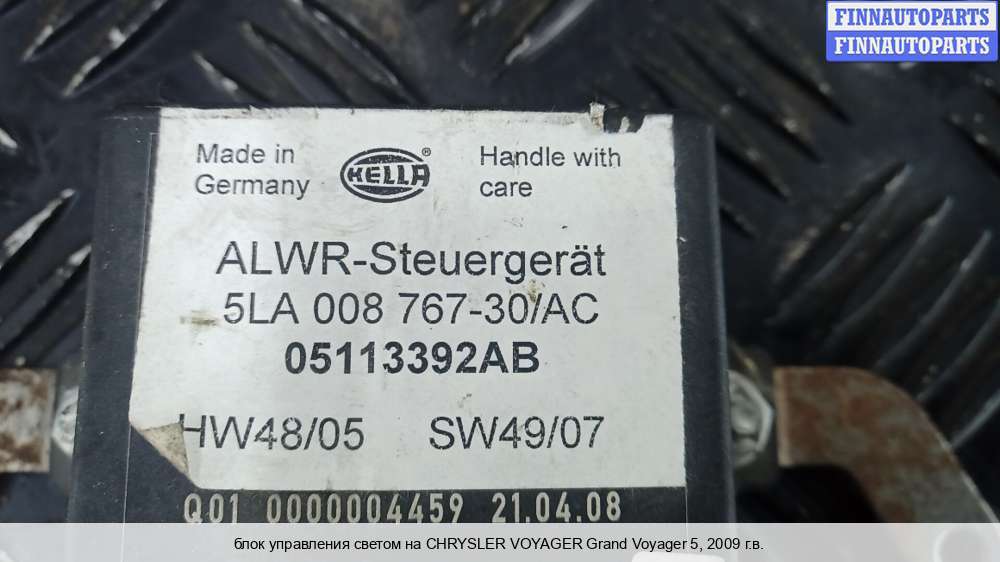 FINNAUTOPARTS
FINNAUTOPARTS
Made in
Germany
HELLA
®
Handle with
care
ALWR-Steuergerät
5LA 008 767-30/AC
05113392AB
HW48/05 SW49/07
Q01 0000004459 21.04.08
блок управления светом на CHRYSLER VOYAGER Grand Voyager 5, 2009 г.в.